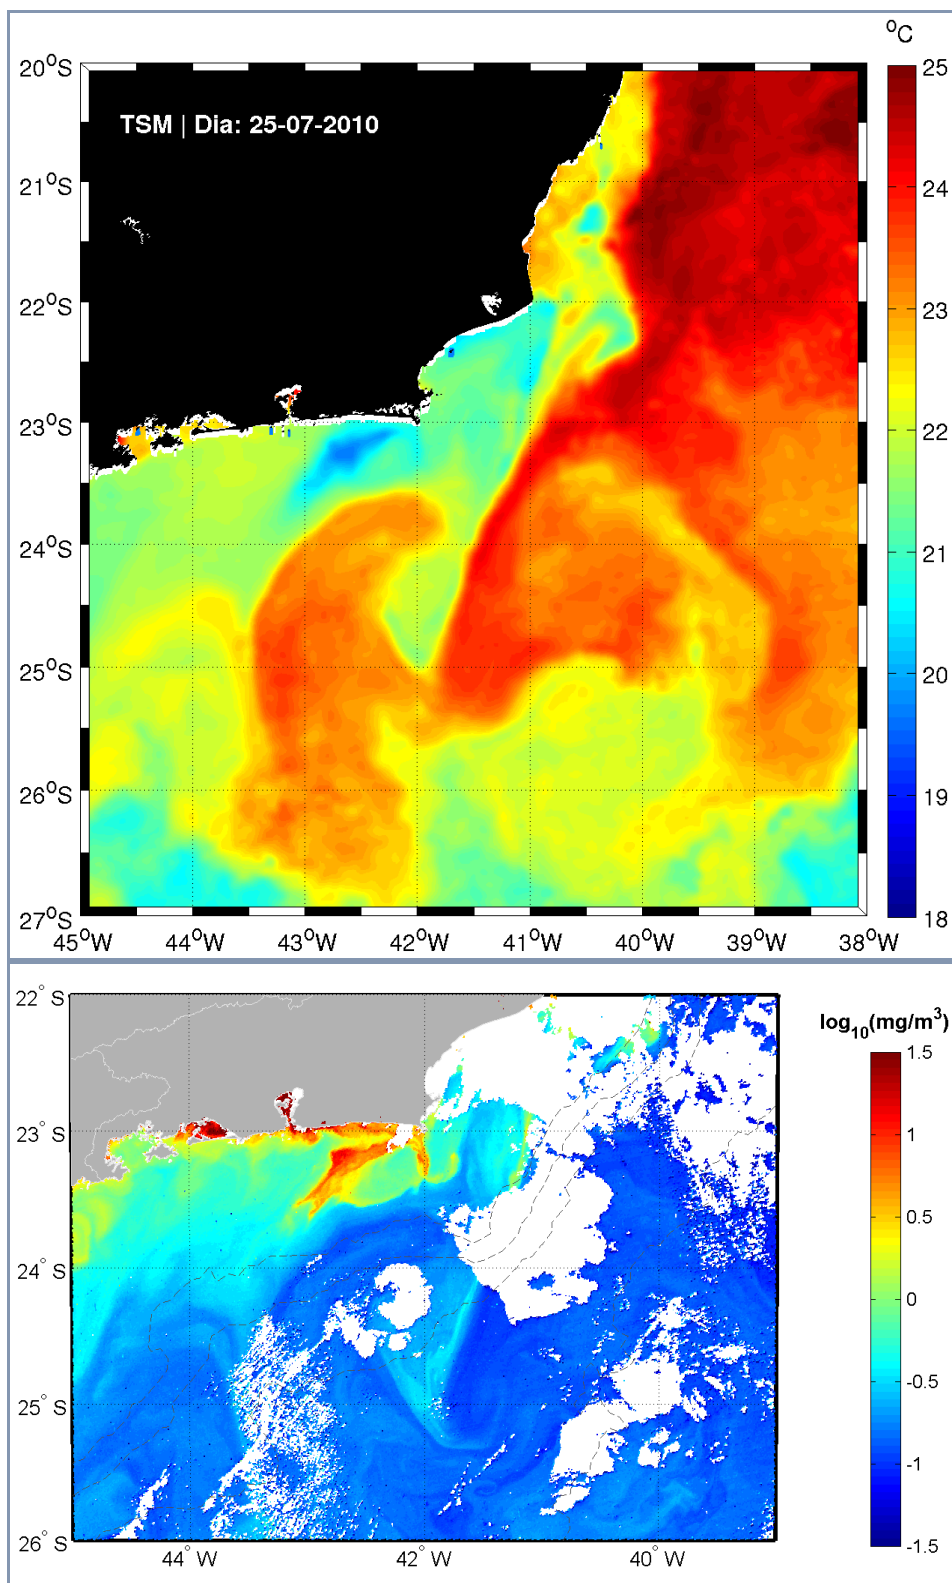 °C
TSM | Dia: 25-07-2010
20°S
21°S
22°S
23°S
24°S
25°S
26°S
27°S
45°W 44°W 43°W 42°W 41°W 40°W 39°W 38°W
25
24
23
22
21
20
19
18
log₁₀(mg/m³)
22° S
23° S
24° S
25° S
26° S
44° W 42° W 40° W
1.5
1
0.5
0
-0.5
-1
-1.5